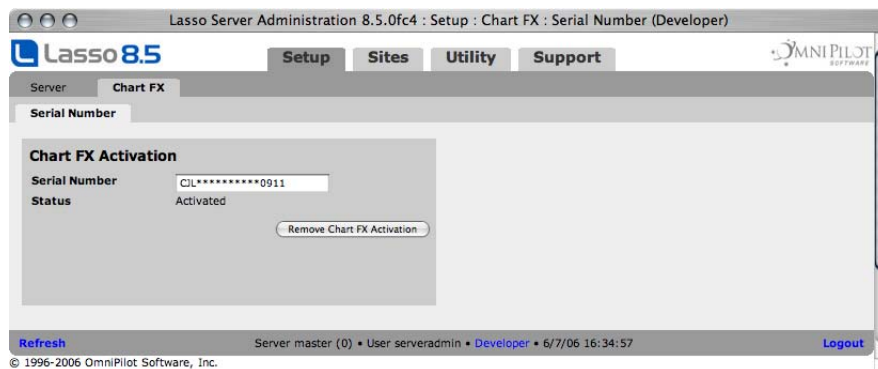 Lasso Server Administration 8.5.0fc4 : Setup : Chart FX : Serial Number (Developer)
Lasso 8.5
Setup Sites Utility Support
OMNIPILOT
SOFTWARE
Server Chart FX
Serial Number
Chart FX Activation
Serial Number CJL**********0911
Status Activated
Remove Chart FX Activation
Refresh Server master (0) • User serveradmin • Developer • 6/7/06 16:34:57 Logout
© 1996-2006 OmniPilot Software, Inc.